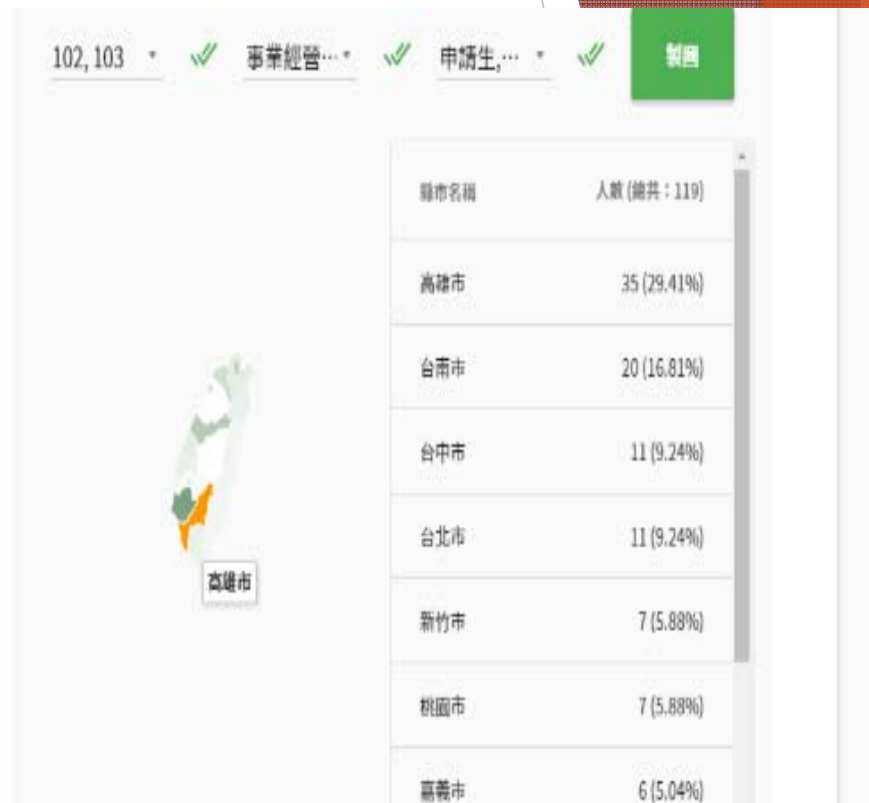 102, 103 事業經營… 申請生,… 製圖
縣市名稱 人數 (總共：119)
高雄市 35 (29.41%)
台南市 20 (16.81%)
台中市 11 (9.24%)
台北市 11 (9.24%)
高雄市
新竹市 7 (5.88%)
桃園市 7 (5.88%)
嘉義市 6 (5.04%)